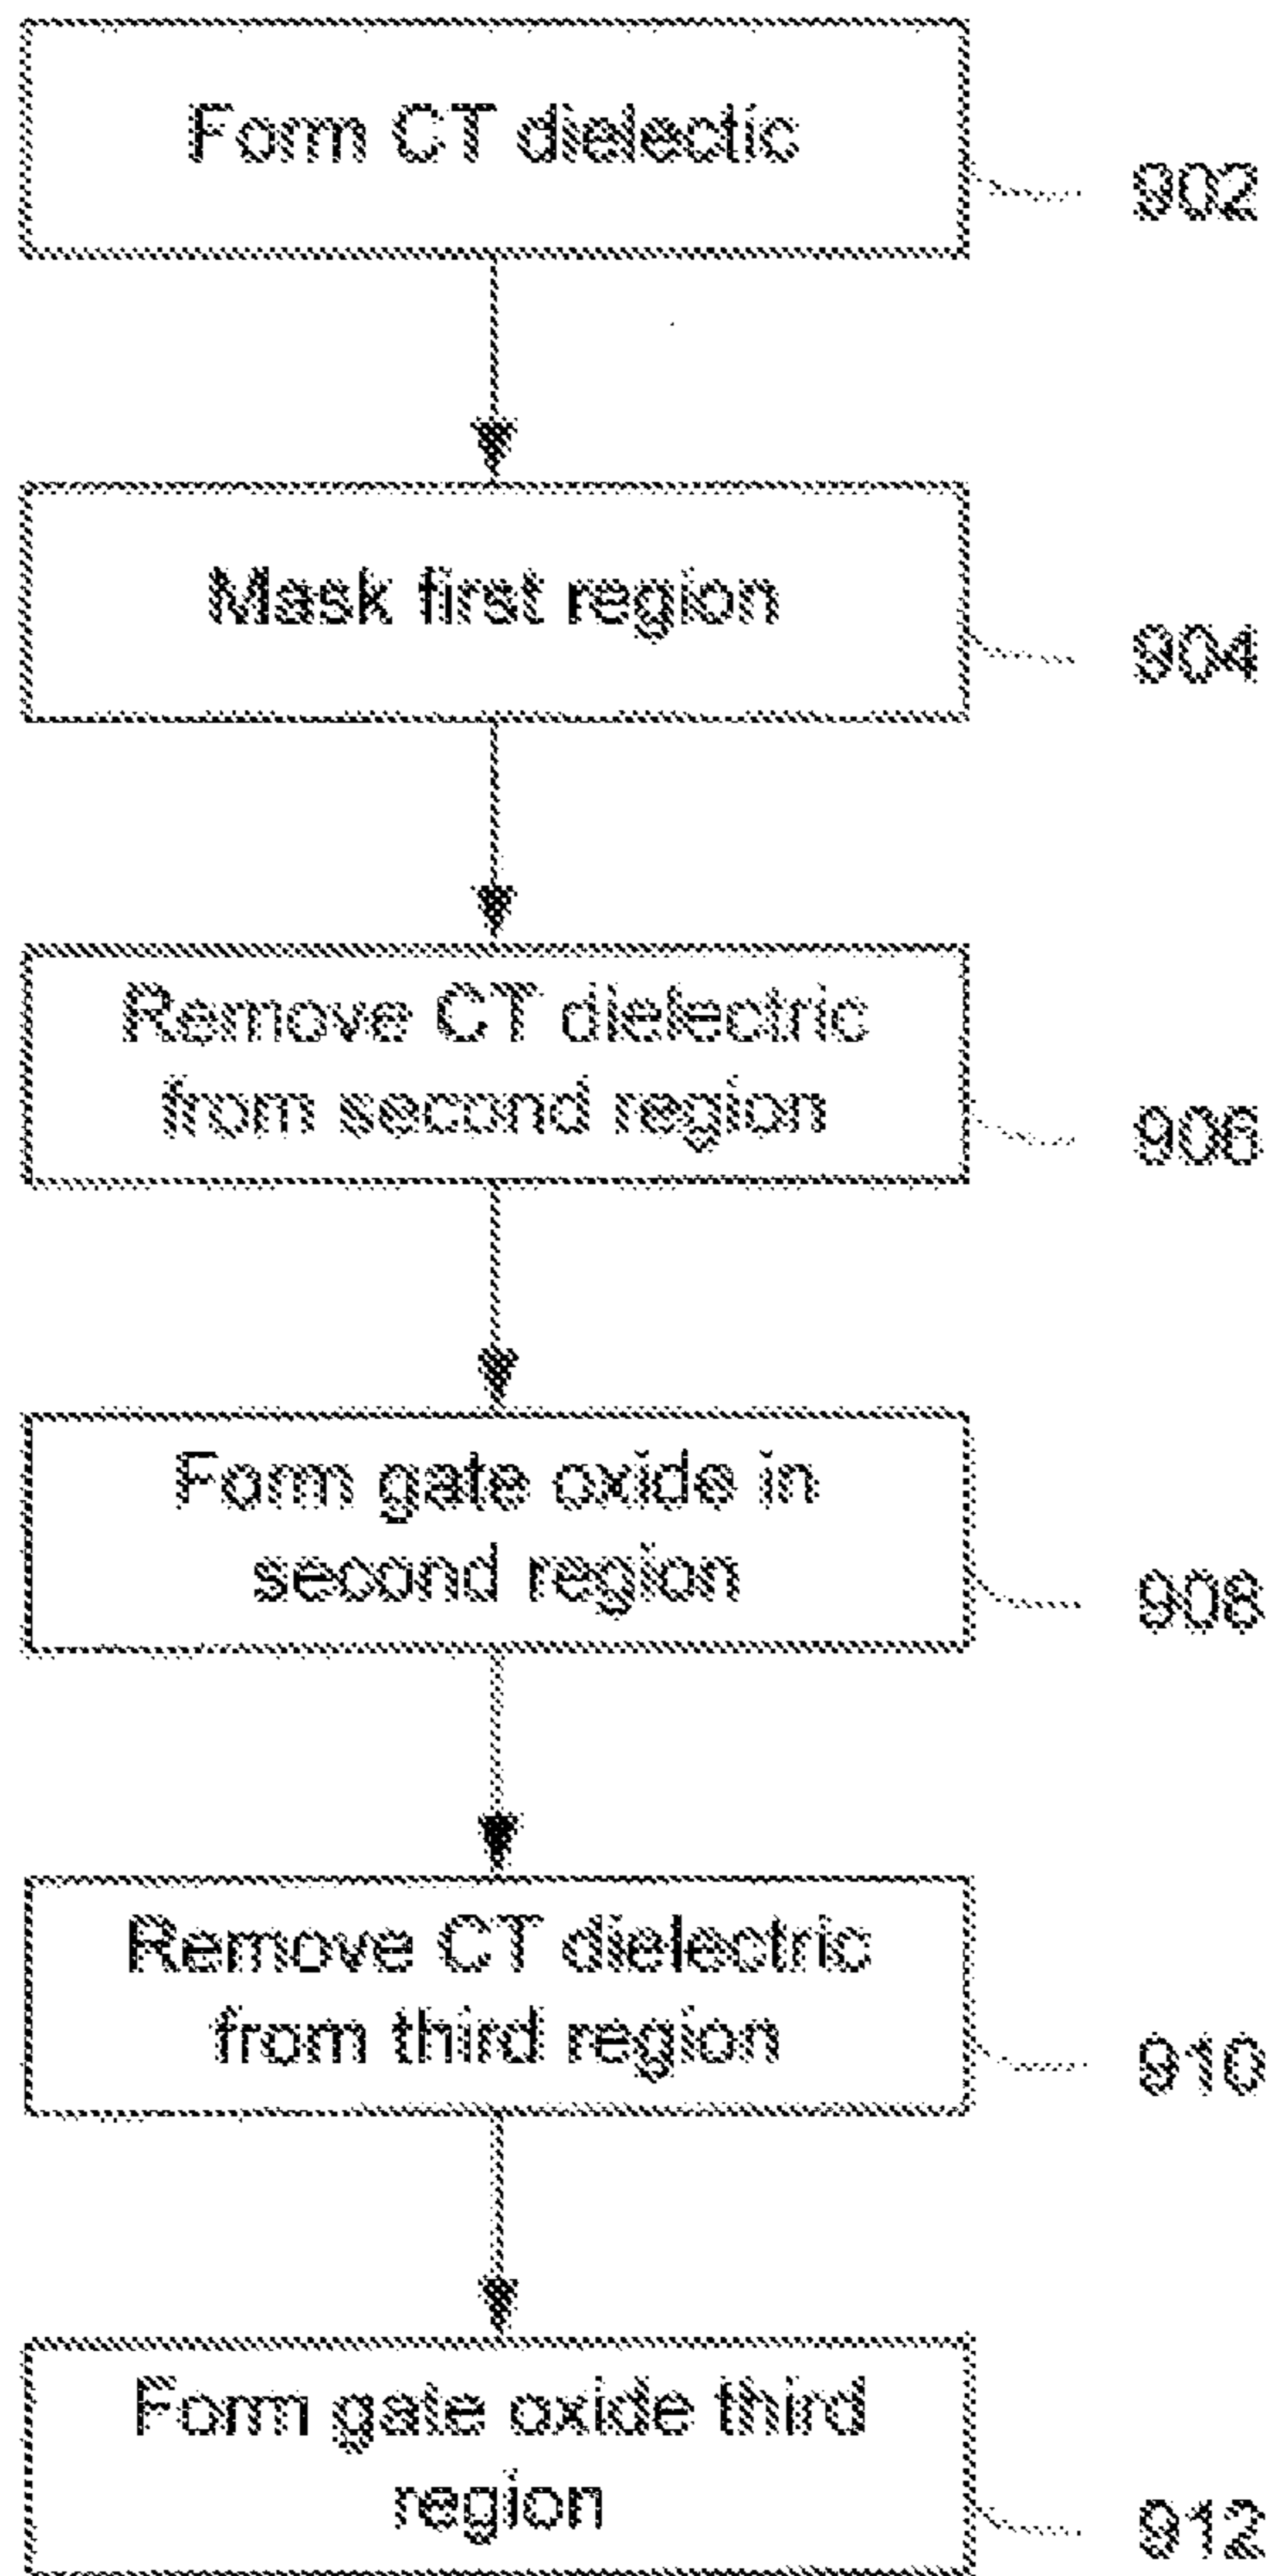 Form CT dielectic
902
Mask first region
904
Remove CT dielectric
from second region
906
Form gate oxide in
second region
908
Remove CT dielectric
from third region
910
Form gate oxide third
region
912